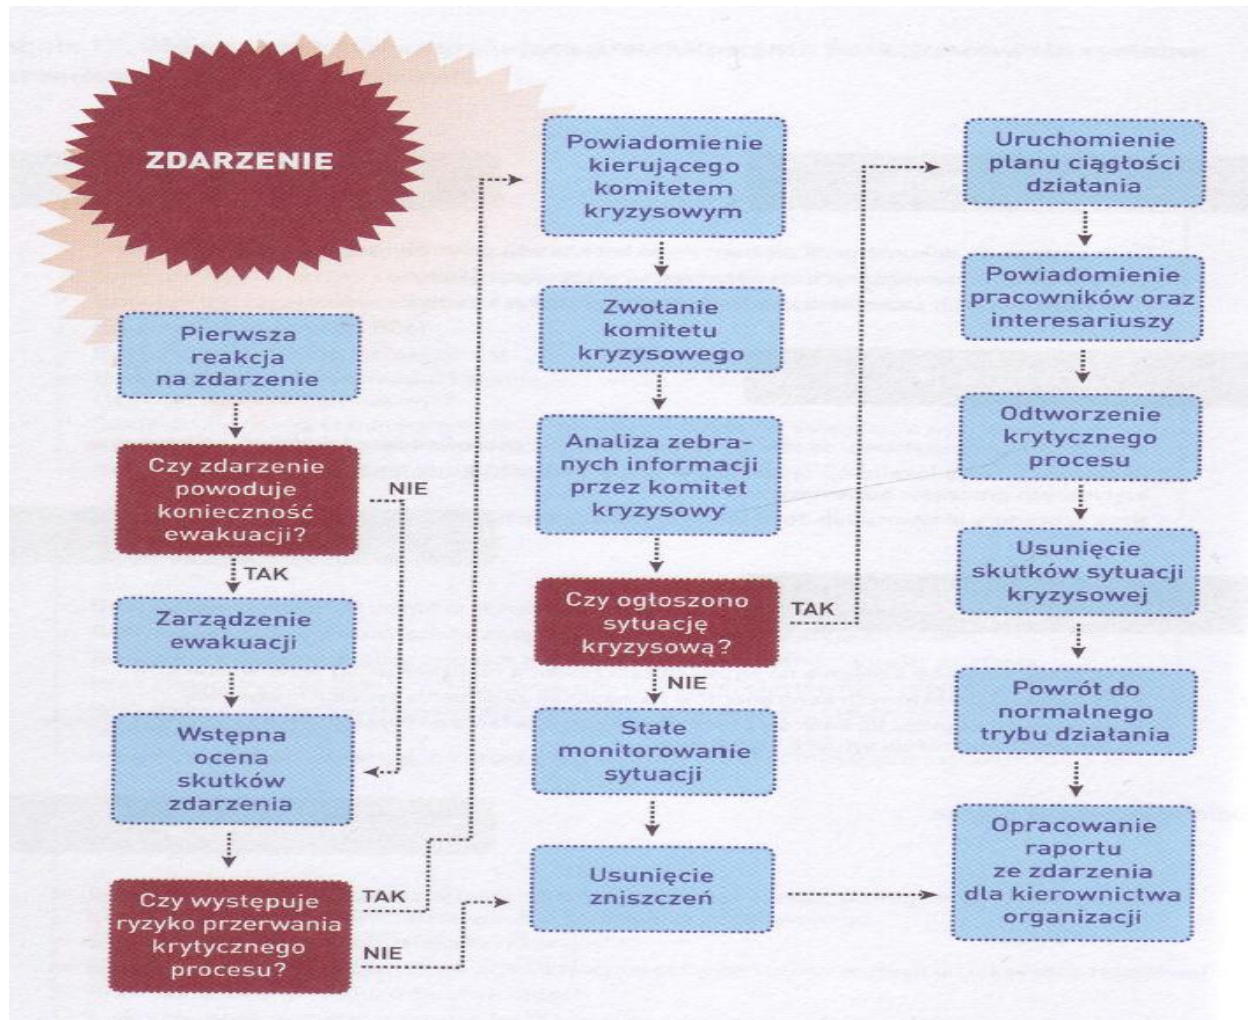 ZDARZENIE
Pierwsza
reakcja
na zdarzenie
Czy zdarzenie
powoduje
konieczność
ewakuacji?
NIE
TAK
Zarządzenie
ewakuacji
Wstępna
ocena
skutków
zdarzenia
Czy występuje
ryzyko przerwania
krytycznego
procesu?
TAK
NIE
Powiadomienie
kierującego
komitetem
kryzysowym
Zwołanie
komitetu
kryzysowego
Analiza zebra-
nych informacji
przez komitet
kryzysowy
Czy ogłoszono
sytuację
kryzysową?
TAK
NIE
Stałe
monitorowanie
sytuacji
Usunięcie
zniszczeń
Uruchomienie
planu ciągłości
działania
Powiadomienie
pracowników oraz
interesariuszy
Odtworzenie
krytycznego
procesu
Usunięcie
skutków sytuacji
kryzysowej
Powrót do
normalnego
trybu działania
Opracowanie
raportu
ze zdarzenia
dla kierownictwa
organizacji